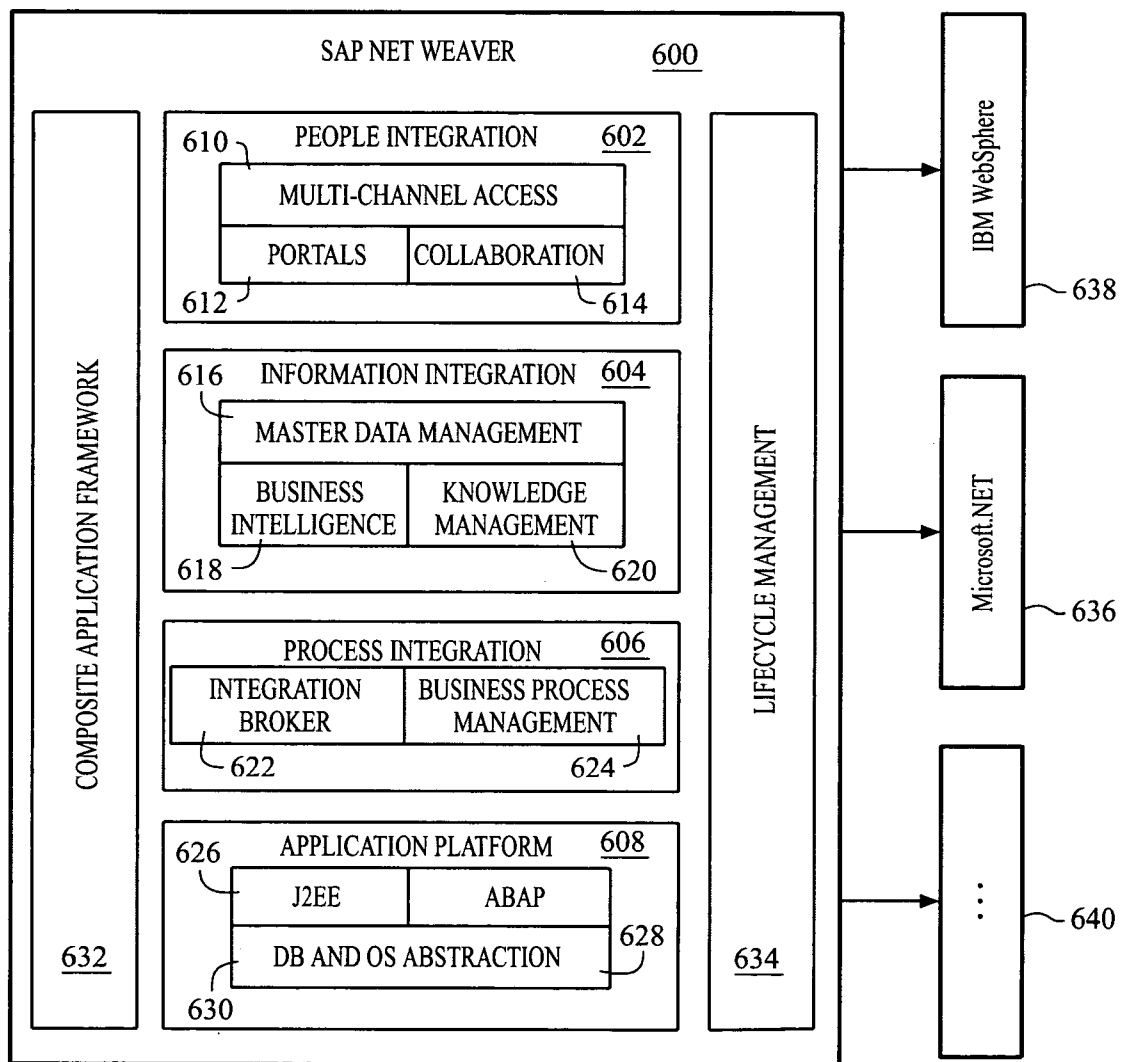 SAP NET WEAVER 600
COMPOSITE APPLICATION FRAMEWORK
632
PEOPLE INTEGRATION 602
610
MULTI-CHANNEL ACCESS
PORTALS COLLABORATION
612 614
INFORMATION INTEGRATION 604
616
MASTER DATA MANAGEMENT
BUSINESS INTELLIGENCE
KNOWLEDGE MANAGEMENT
618 620
PROCESS INTEGRATION 606
INTEGRATION BROKER
BUSINESS PROCESS MANAGEMENT
622 624
APPLICATION PLATFORM 608
626
J2EE ABAP
628
DB AND OS ABSTRACTION
630
LIFECYCLE MANAGEMENT
634
IBM WebSphere
638
Microsoft.NET
636
...
640